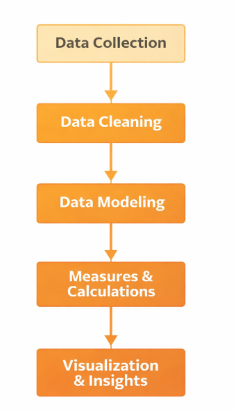 Data Collection
Data Cleaning
Data Modeling
Measures &
Calculations
Visualization
& Insights